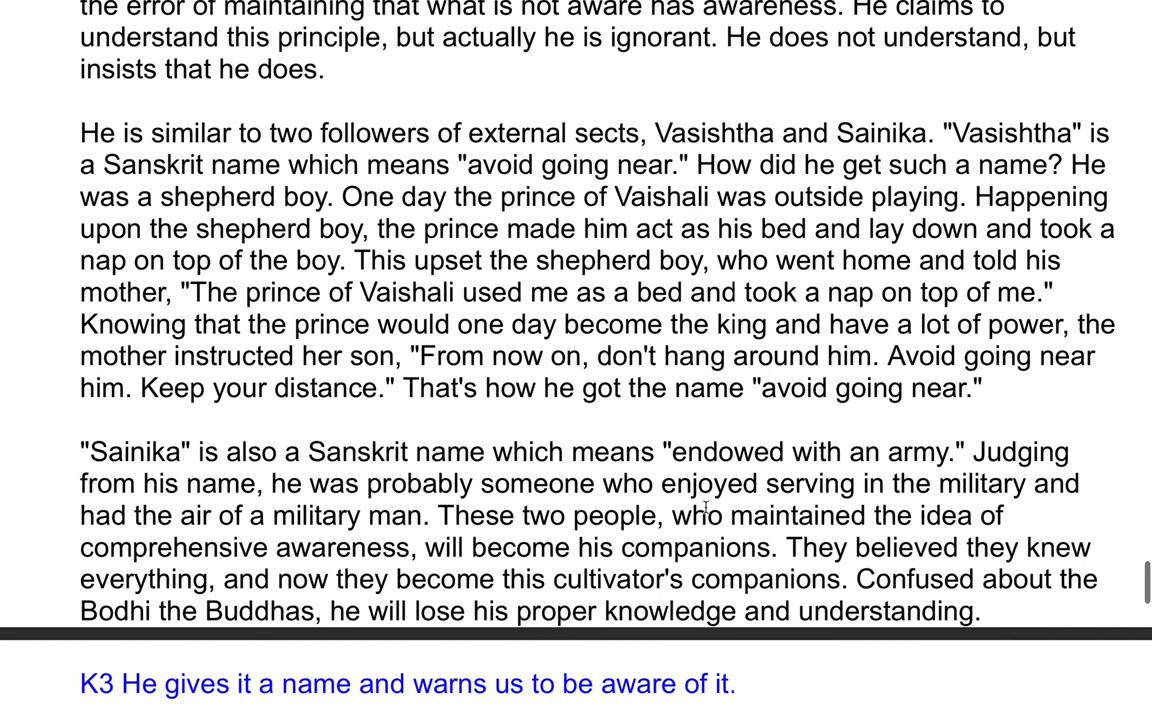 the error of maintaining that what is not aware has awareness. He claims to
understand this principle, but actually he is ignorant. He does not understand, but
insists that he does.
He is similar to two followers of external sects, Vasishtha and Sainika. "Vasishtha" is
a Sanskrit name which means "avoid going near." How did he get such a name? He
was a shepherd boy. One day the prince of Vaishali was outside playing. Happening
upon the shepherd boy, the prince made him act as his bed and lay down and took a
nap on top of the boy. This upset the shepherd boy, who went home and told his
mother, "The prince of Vaishali used me as a bed and took a nap on top of me."
Knowing that the prince would one day become the king and have a lot of power, the
mother instructed her son, "From now on, don't hang around him. Avoid going near
him. Keep your distance." That's how he got the name "avoid going near."
"Sainika" is also a Sanskrit name which means "endowed with an army." Judging
from his name, he was probably someone who enjoyed serving in the military and
had the air of a military man. These two people, who maintained the idea of
comprehensive awareness, will become his companions. They believed they knew
everything, and now they become this cultivator's companions. Confused about the
Bodhi the Buddhas, he will lose his proper knowledge and understanding.
K3 He gives it a name and warns us to be aware of it.